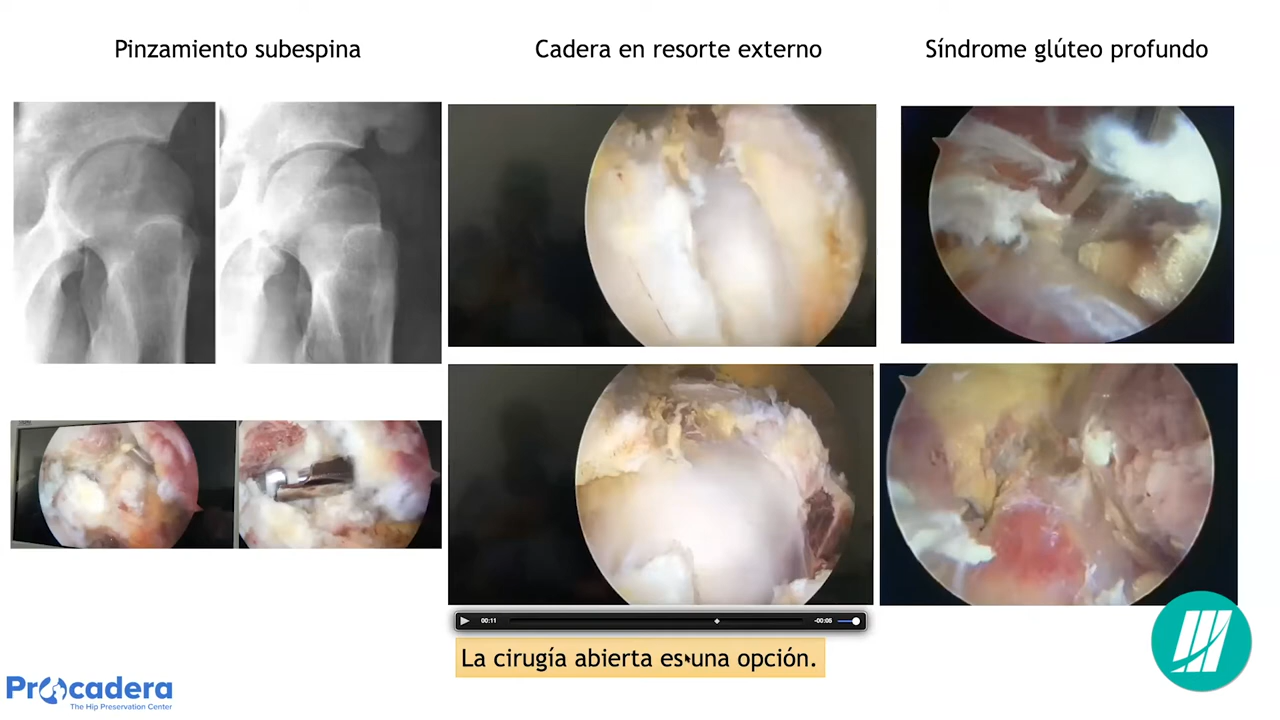 Pinzamiento subespina
Cadera en resorte externo
Síndrome glúteo profundo
00:11
-00:05
La cirugía abierta es una opción.
Procadera
The Hip Preservation Center